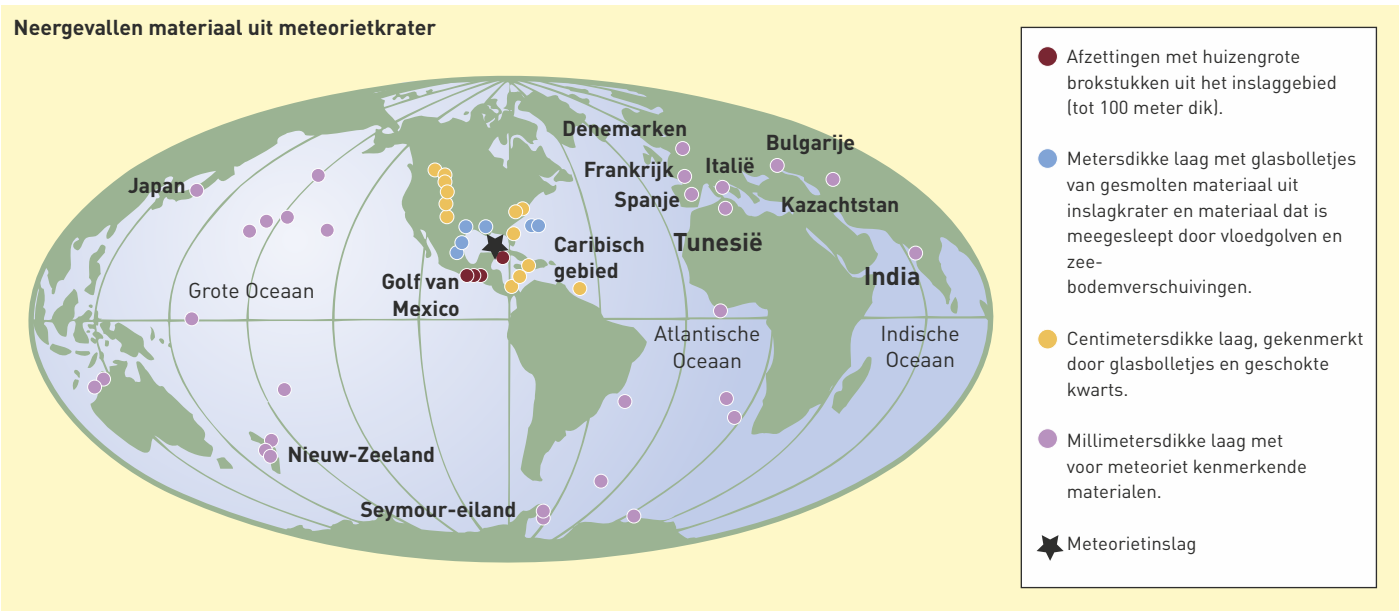 Neergevallen materiaal uit meteorietkrater
Denemarken
Bulgarije
Frankrijk
Italië
Japan
Spanje
Kazachtstan
Tunesië
Caribisch
gebied
India
Golf van
Mexico
Grote Oceaan
Atlantische
Oceaan
Indische
Oceaan
Nieuw-Zeeland
Seymour-eiland
Afzettingen met huizengrote
brokstukken uit het inslaggebied
(tot 100 meter dik).
Metersdikke laag met glasbolletjes
van gesmolten materiaal uit
inslagkrater en materiaal dat is
meegesleept door vloedgolven en
zee-
bodemverschuivingen.
Centimetersdikke laag, gekenmerkt
door glasbolletjes en geschokte
kwarts.
Millimetersdikke laag met
voor meteoriet kenmerkende
materialen.
Meteorietinslag